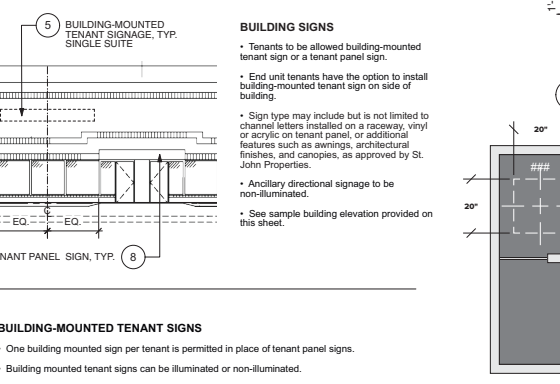 5
BUILDING-MOUNTED
TENANT SIGNAGE, TYP.
SINGLE SUITE
EQ.
EQ.
NANT PANEL SIGN, TYP.
8
BUILDING SIGNS
• Tenants to be allowed building-mounted
tenant sign or a tenant panel sign.
• End unit tenants have the option to install
building-mounted tenant sign on side of
building.
• Sign type may include but is not limited to
channel letters installed on a raceway, vinyl
or acrylic on tenant panel, or additional
features such as awnings, architectural
finishes, and canopies, as approved by St.
John Properties.
• Ancillary directional signage to be
non-illuminated.
• See sample building elevation provided on
this sheet.
20"
###
20"
BUILDING-MOUNTED TENANT SIGNS
• One building mounted sign per tenant is permitted in place of tenant panel signs.
• Building mounted tenant signs can be illuminated or non-illuminated.